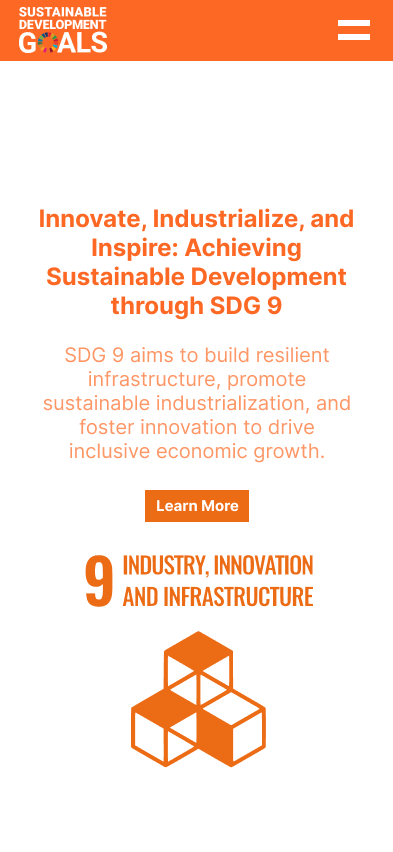 SUSTAINABLE
DEVELOPMENT
GOALS
Innovate, Industrialize, and
Inspire: Achieving
Sustainable Development
through SDG 9
SDG 9 aims to build resilient
infrastructure, promote
sustainable industrialization, and
foster innovation to drive
inclusive economic growth.
Learn More
9 INDUSTRY, INNOVATION
AND INFRASTRUCTURE